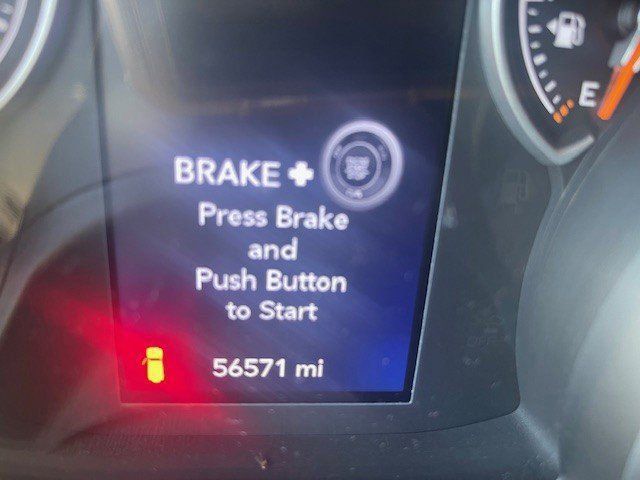 E
BRAKE +
Press Brake
and
Push Button
to Start
56571 mi